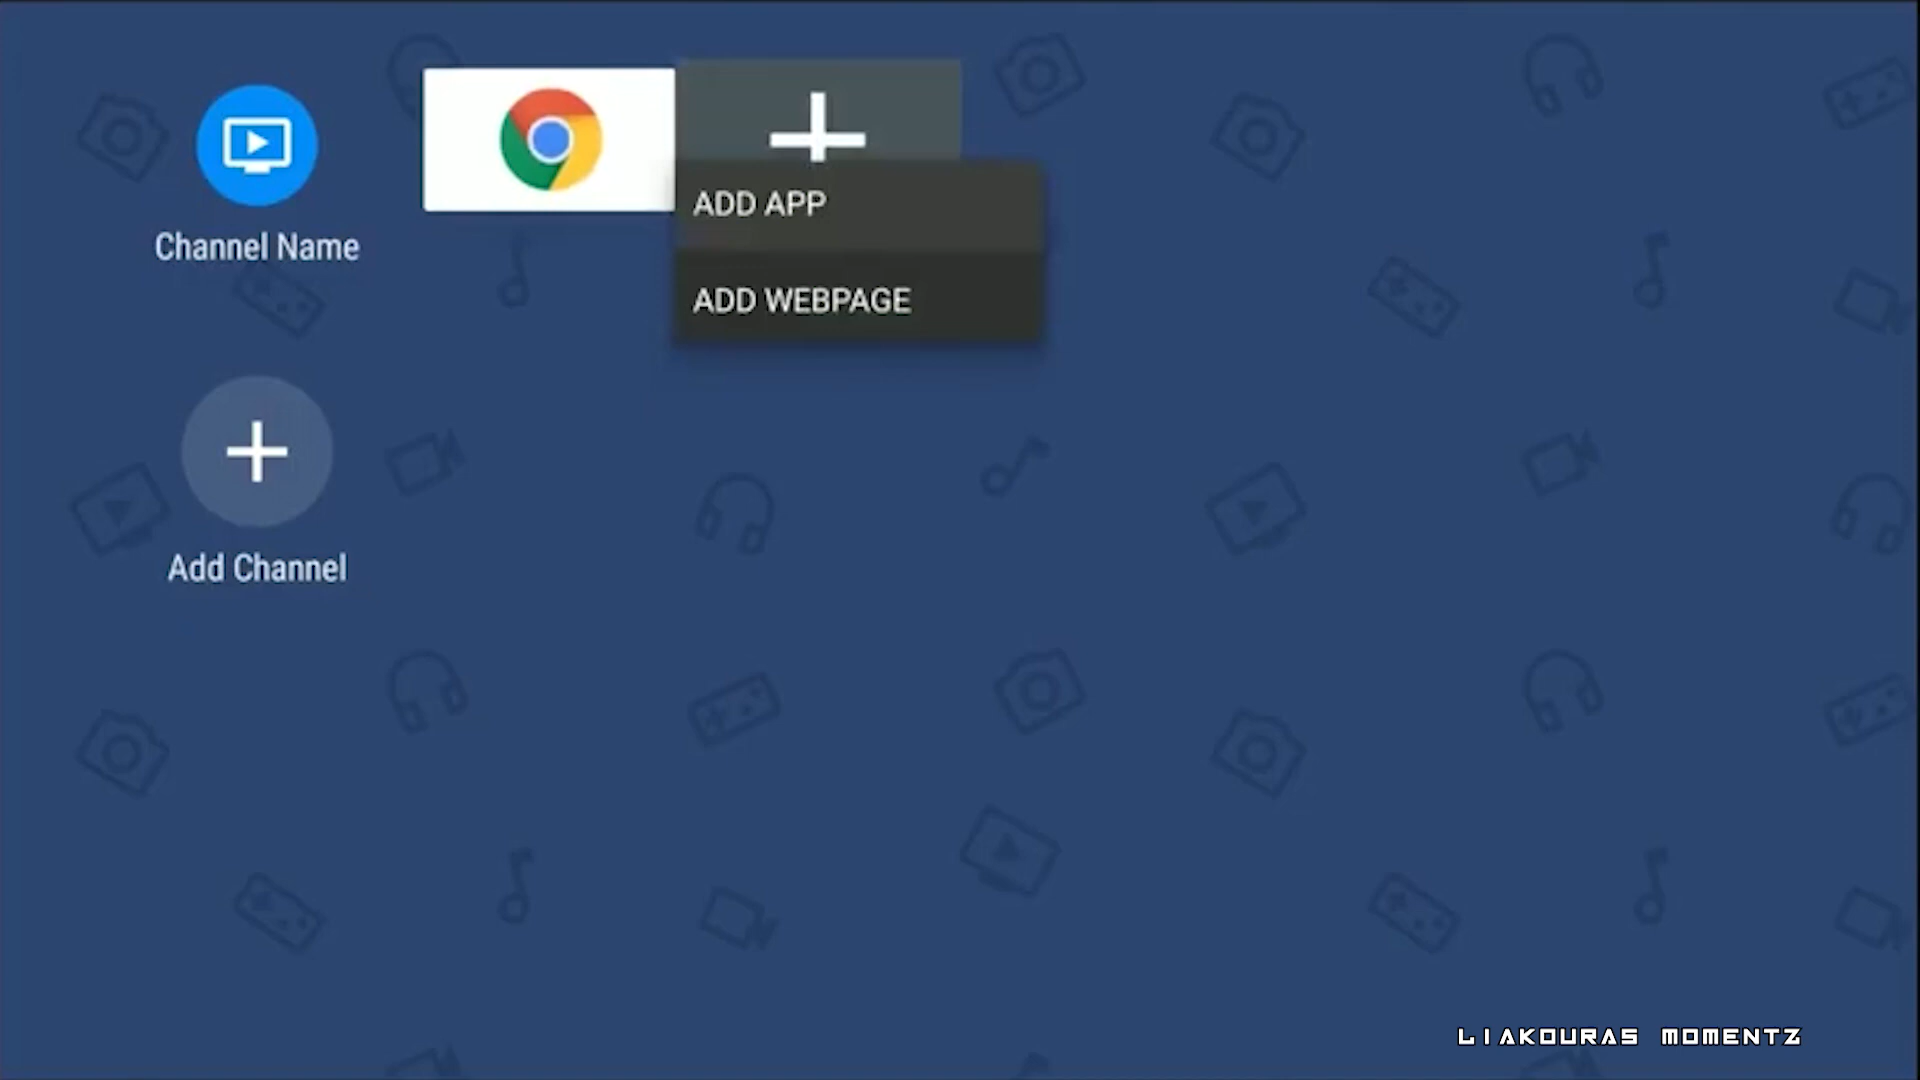 ADD APP
Channel Name
ADD WEBPAGE
Add Channel
LIAKOURAS MOMENTZ